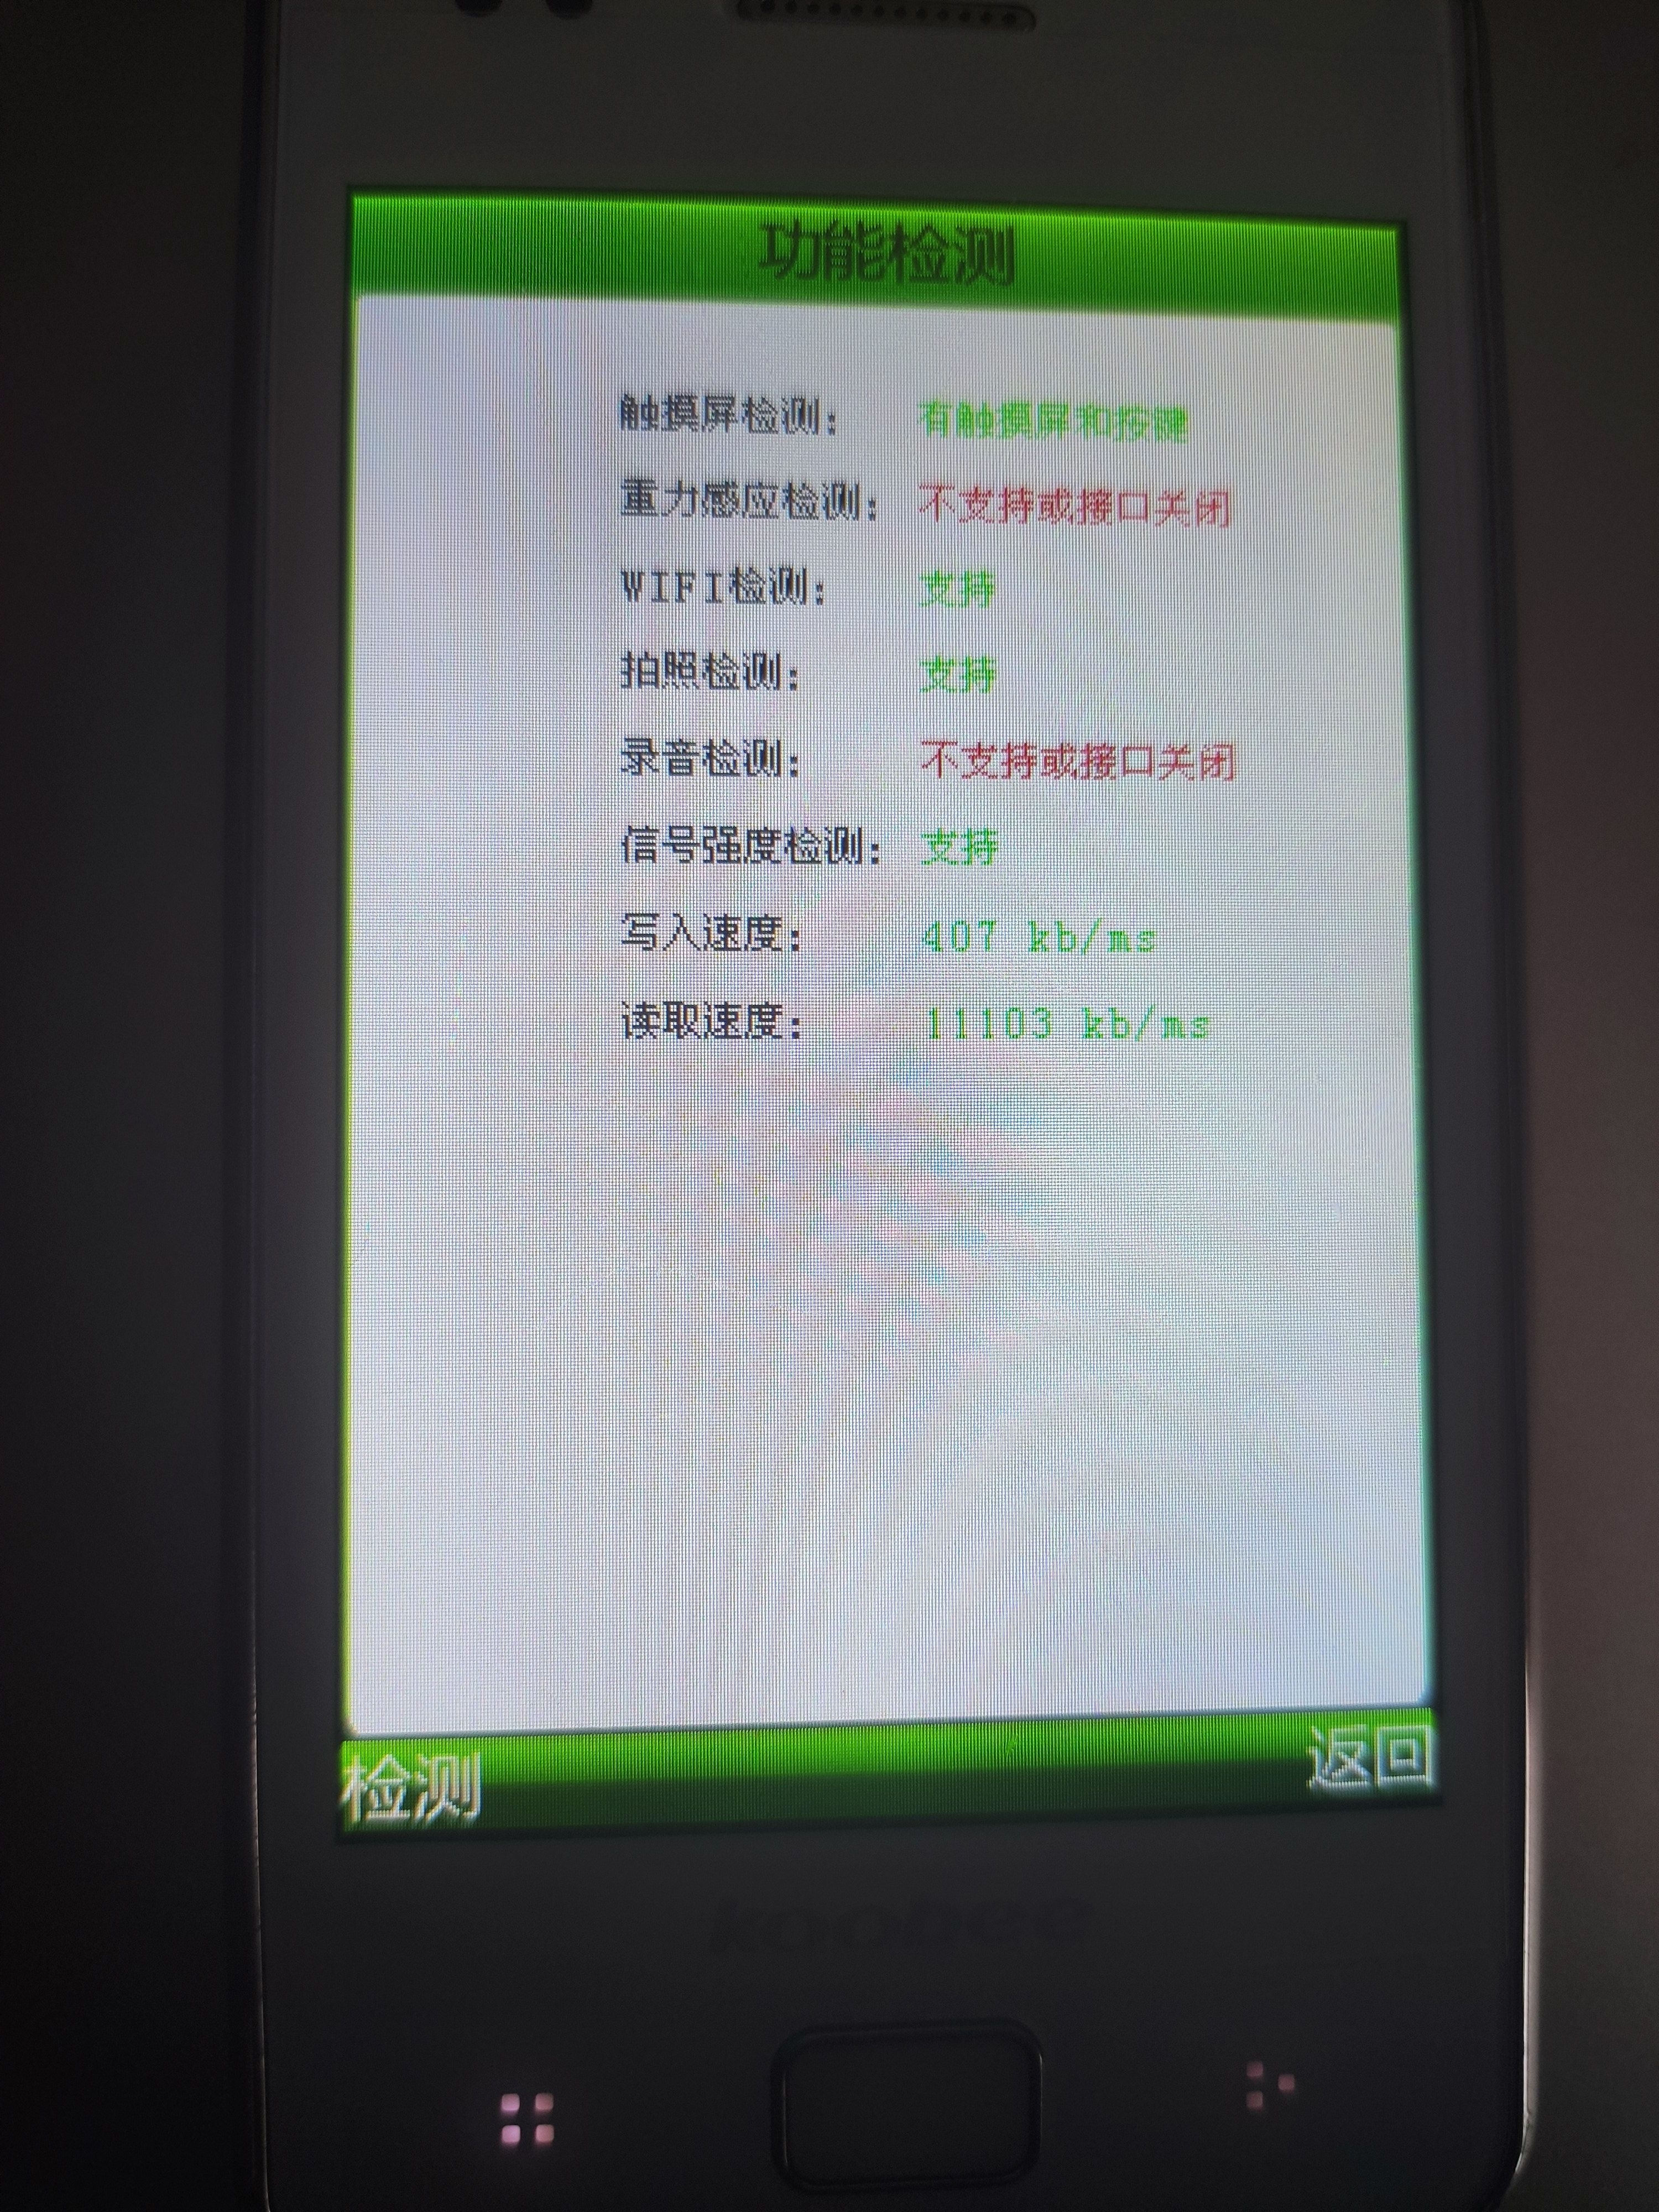 功能检测
触摸屏检测： 有触摸屏和按键
重力感应检测： 不支持或接口关闭
WIFI检测： 支持
拍照检测： 支持
录音检测： 不支持或接口关闭
信号强度检测： 支持
写入速度： 407 kb/ms
读取速度： 11103 kb/ms
检测 返回
koobee